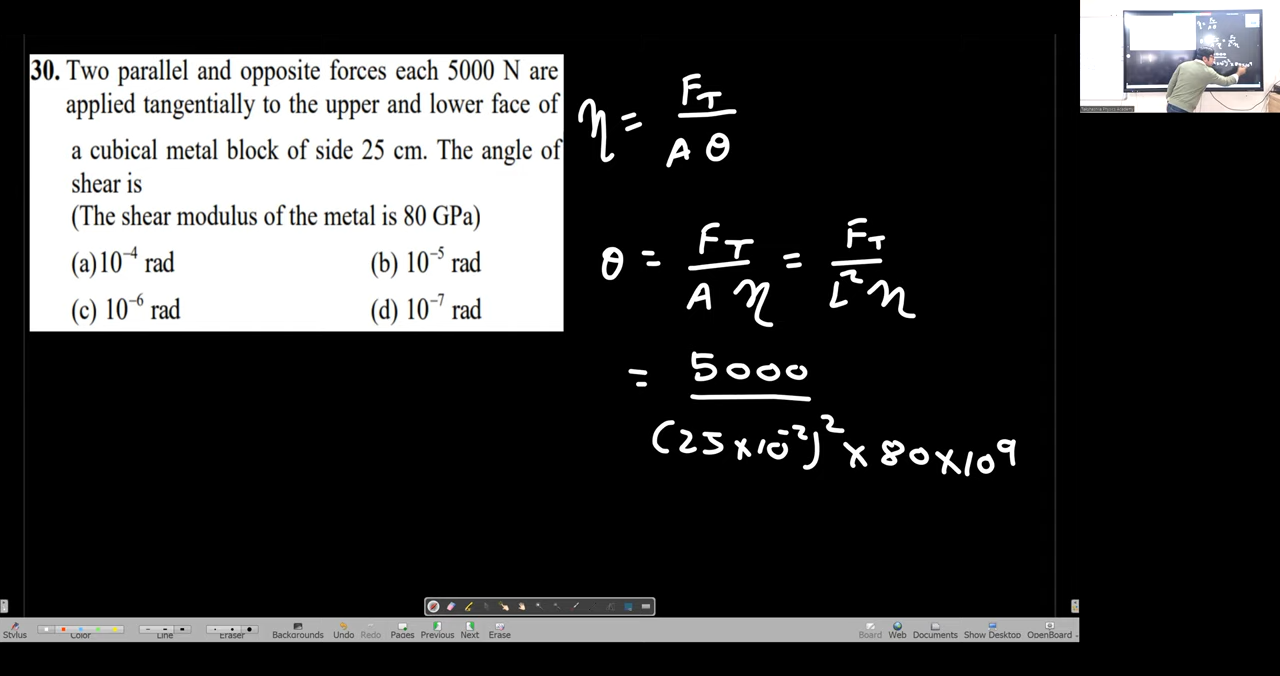 30. Two parallel and opposite forces each 5000 N are
applied tangentially to the upper and lower face of
a cubical metal block of side 25 cm. The angle of
shear is
(The shear modulus of the metal is 80 GPa)
(a) 10⁻⁴ rad (b) 10⁻⁵ rad
(c) 10⁻⁶ rad (d) 10⁻⁷ rad
η = F_T / A θ
θ = F_T / A η = F_T / L² η
= 5000 / (25×10⁻²)² × 80×10⁹
Stylus Color Line Eraser Backgrounds Undo Redo Pages Previous Next Erase Board Web Documents Show Desktop OpenBoard